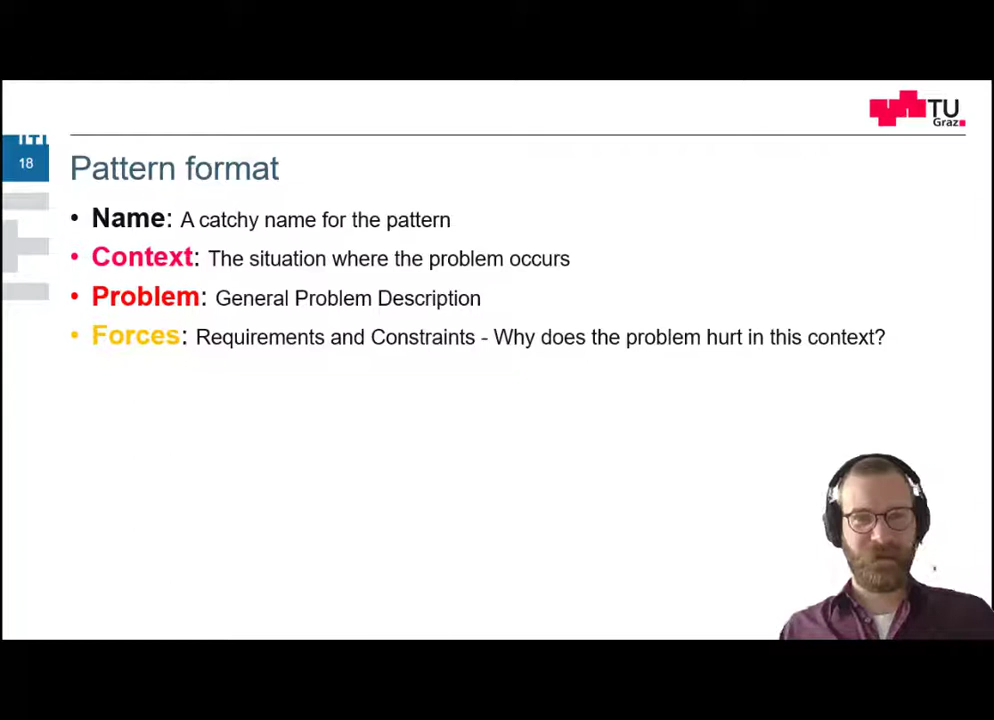 TU
Graz
18
Pattern format
• Name: A catchy name for the pattern
• Context: The situation where the problem occurs
• Problem: General Problem Description
• Forces: Requirements and Constraints - Why does the problem hurt in this context?